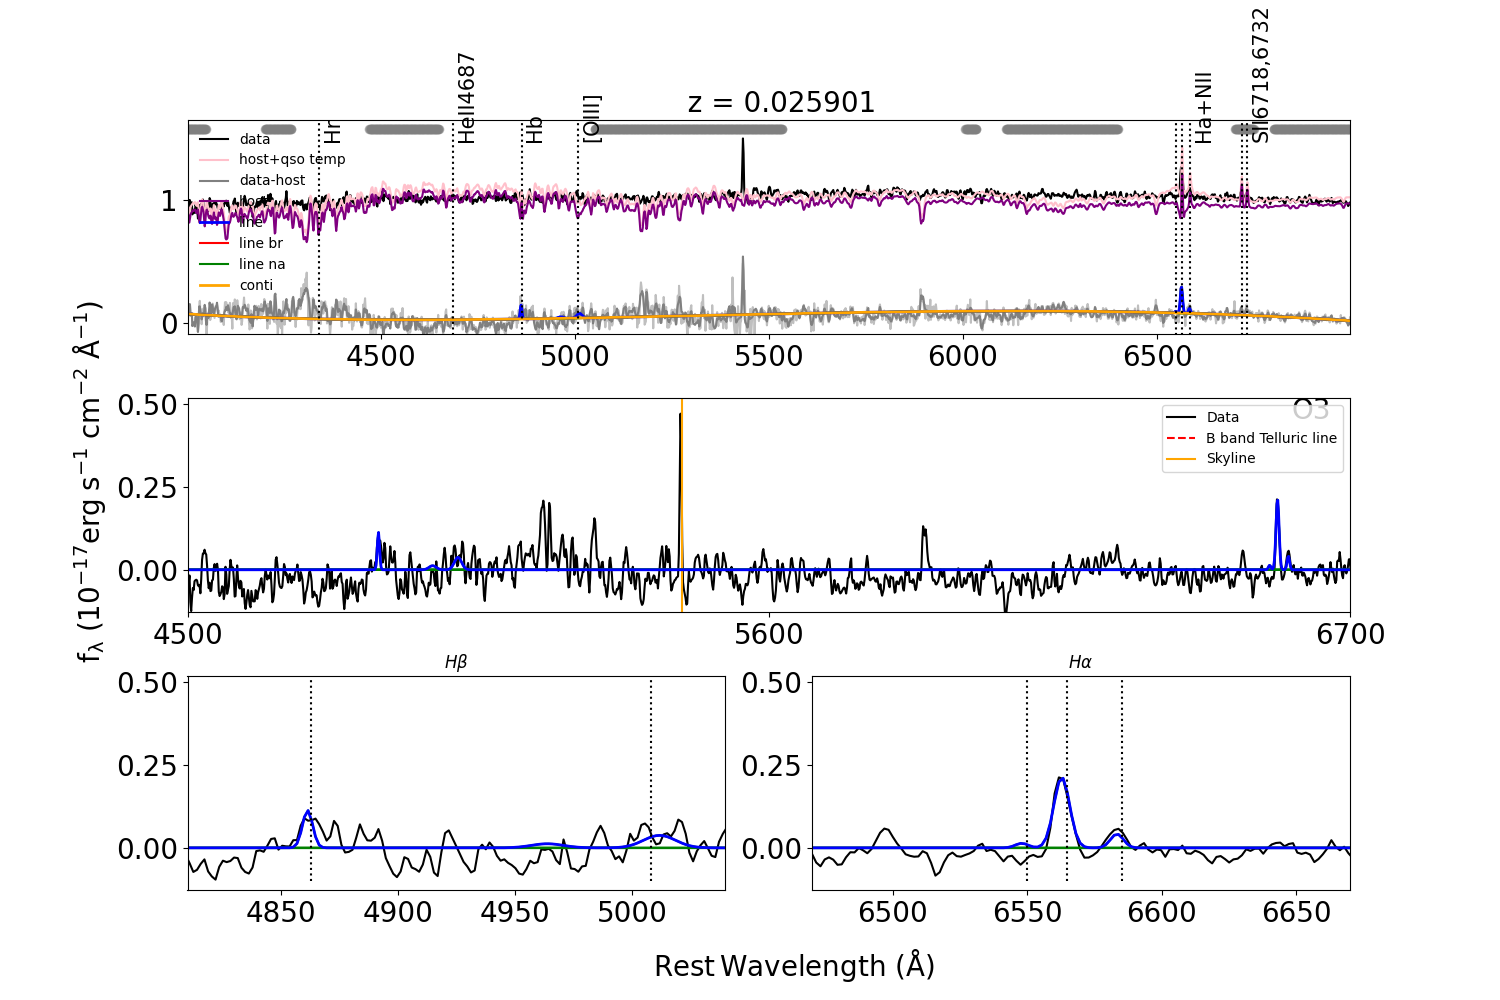 z = 0.025901
Hr
HeII4687
Hb
[OIII]
Ha+NII
SII6718,6732
data
host+qso temp
data-host
host
line
line br
line na
conti
1
0
4500
5000
5500
6000
6500
fλ (10⁻¹⁷erg s⁻¹ cm⁻² Å⁻¹)
O3
Data
B band Telluric line
Skyline
0.50
0.25
0.00
4500
5600
6700
Hβ
0.50
0.25
0.00
4850
4900
4950
5000
Hα
0.50
0.25
0.00
6500
6550
6600
6650
Rest Wavelength (Å)